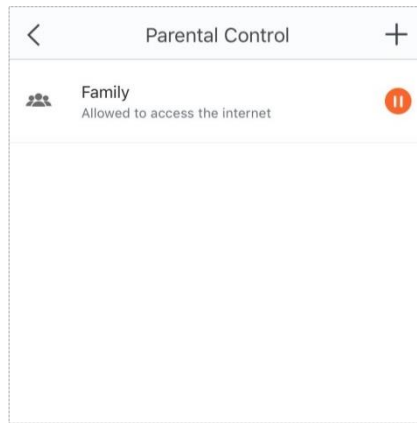 Parental Control
Family
Allowed to access the internet